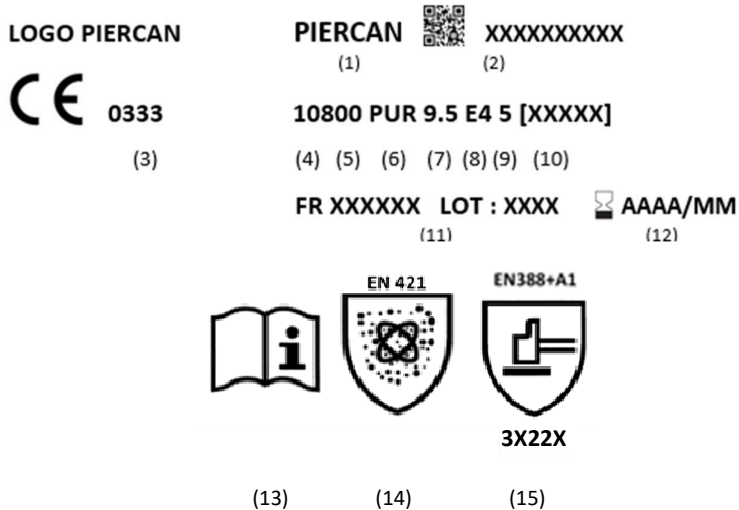 LOGO PIERCAN PIERCAN XXXXXXXXXX
(1) (2)
CE 0333 10800 PUR 9.5 E4 5 [XXXXX]
(3) (4) (5) (6) (7) (8) (9) (10)
FR XXXXXX LOT : XXXX AAAA/MM
(11) (12)
EN 421 EN388+A1
i
3X22X
(13) (14) (15)